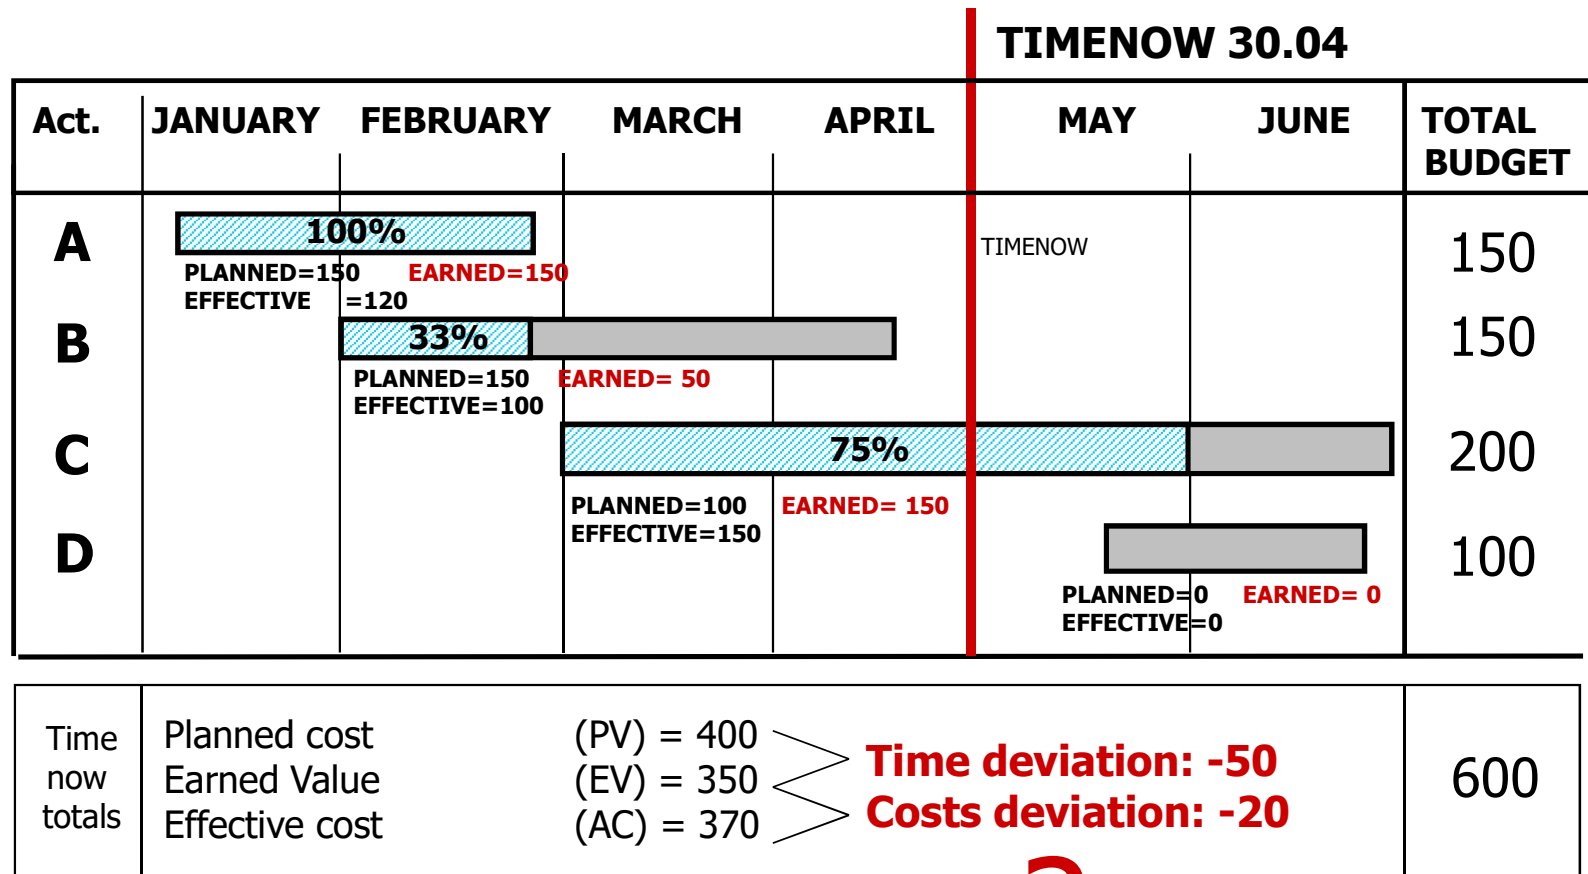 TIMENOW 30.04
Act. JANUARY FEBRUARY MARCH APRIL MAY JUNE TOTAL
BUDGET
A 100% 150
TIMENOW
PLANNED=150 EARNED=150
EFFECTIVE =120
B 33% 150
PLANNED=150 EARNED= 50
EFFECTIVE=100
C 75% 200
PLANNED=100 EARNED= 150
EFFECTIVE=150
D 100
PLANNED=0 EARNED= 0
EFFECTIVE=0
Time now totals
Planned cost (PV) = 400
Earned Value (EV) = 350
Effective cost (AC) = 370
Time deviation: -50
Costs deviation: -20
600